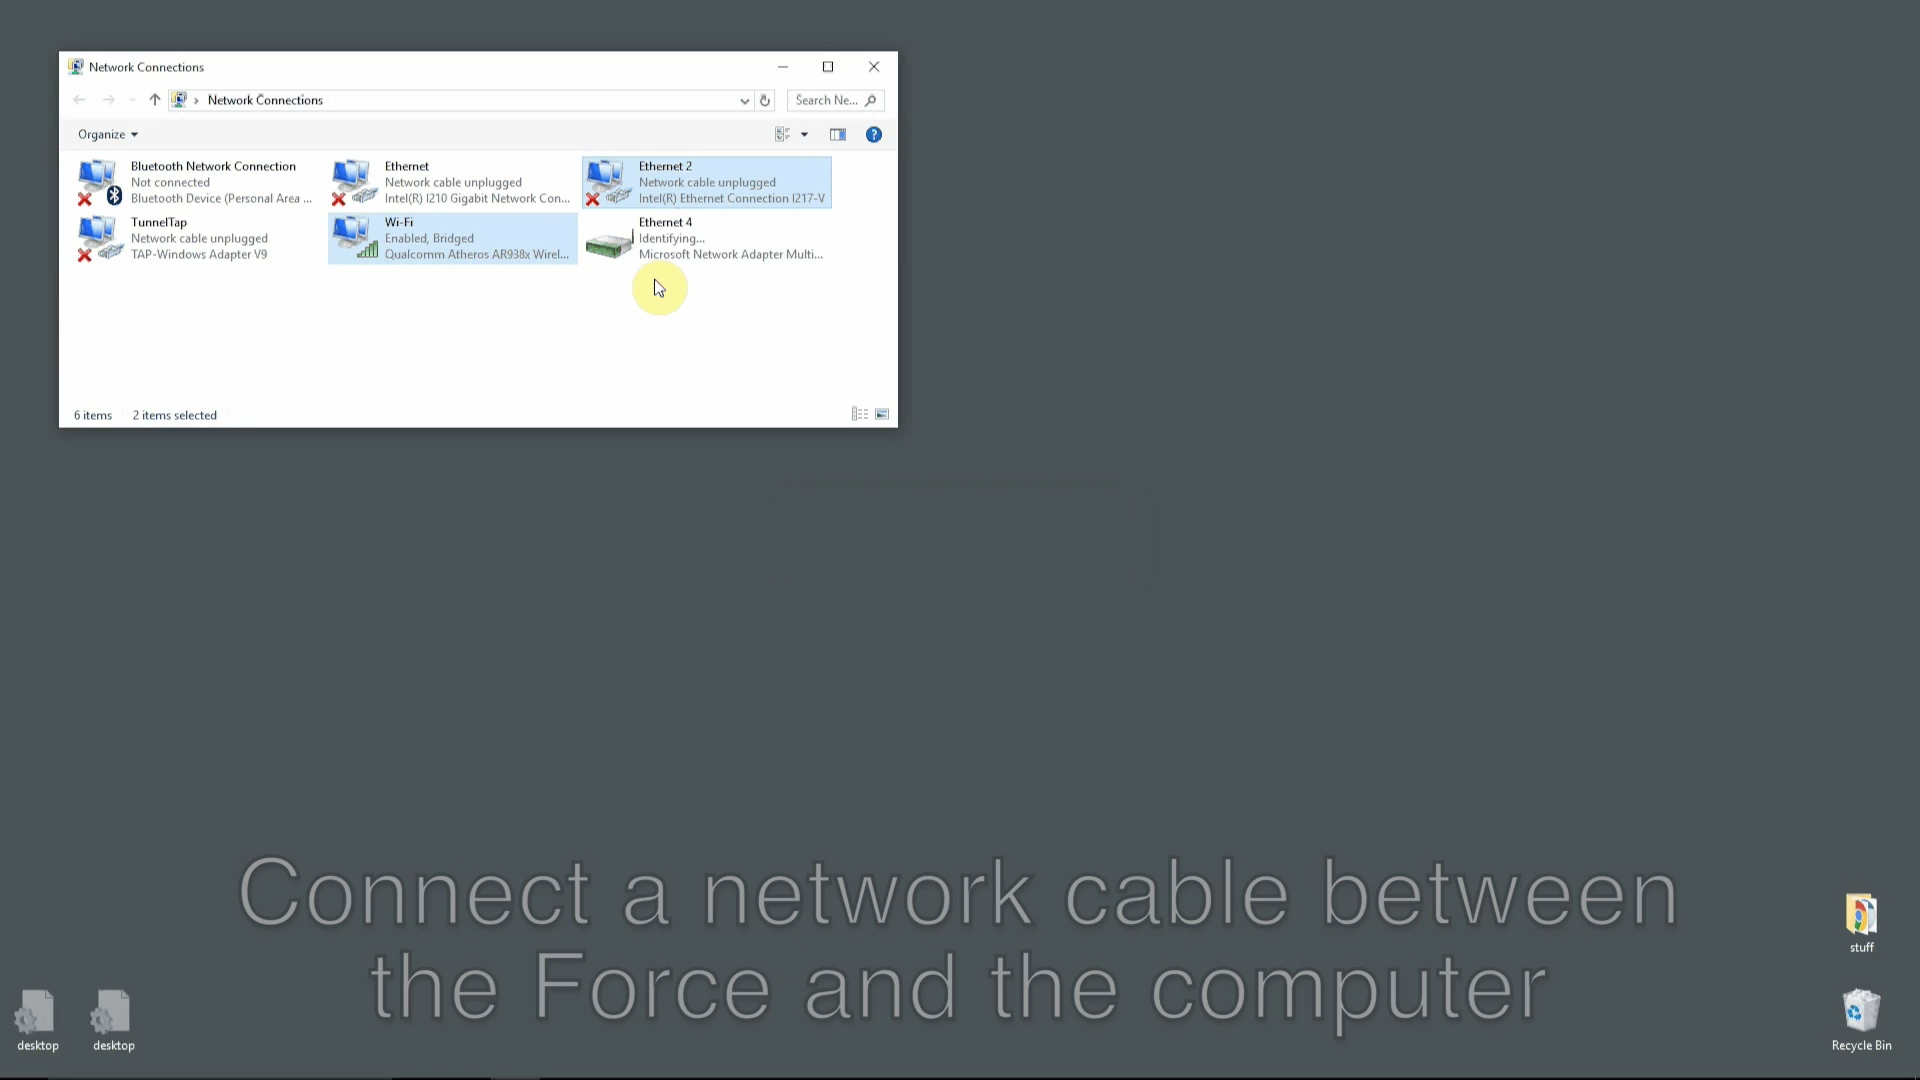 Network Connections
Network Connections
Search Ne...
Organize
Bluetooth Network Connection
Not connected
Bluetooth Device (Personal Area ...
Ethernet
Network cable unplugged
Intel(R) I210 Gigabit Network Con...
Ethernet 2
Network cable unplugged
Intel(R) Ethernet Connection I217-V
TunnelTap
Network cable unplugged
TAP-Windows Adapter V9
Wi-Fi
Enabled, Bridged
Qualcomm Atheros AR938x Wirel...
Ethernet 4
Identifying...
Microsoft Network Adapter Multi...
6 items
2 items selected
Connect a network cable between
the Force and the computer
stuff
desktop
desktop
Recycle Bin